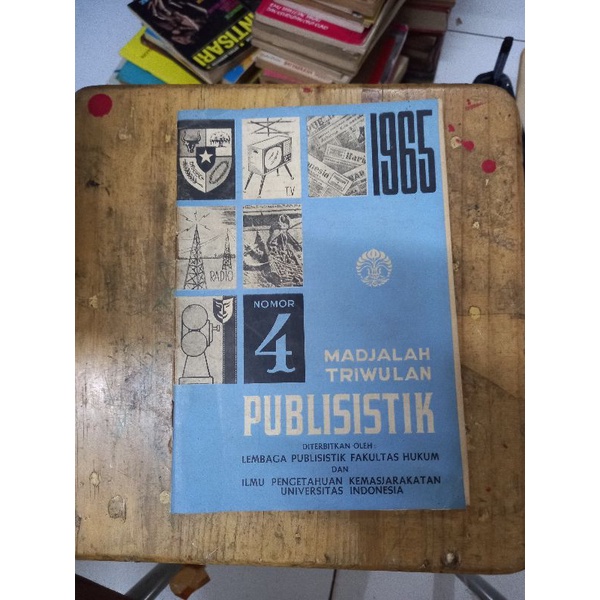 INTISARI
1965
TV
RADIO
NOMOR
4
MADJALAH
TRIWULAN
PUBLISISTIK
DITERBITKAN OLEH :
LEMBAGA PUBLISISTIK FAKULTAS HUKUM
DAN
ILMU PENGETAHUAN KEMASJARAKATAN
UNIVERSITAS INDONESIA